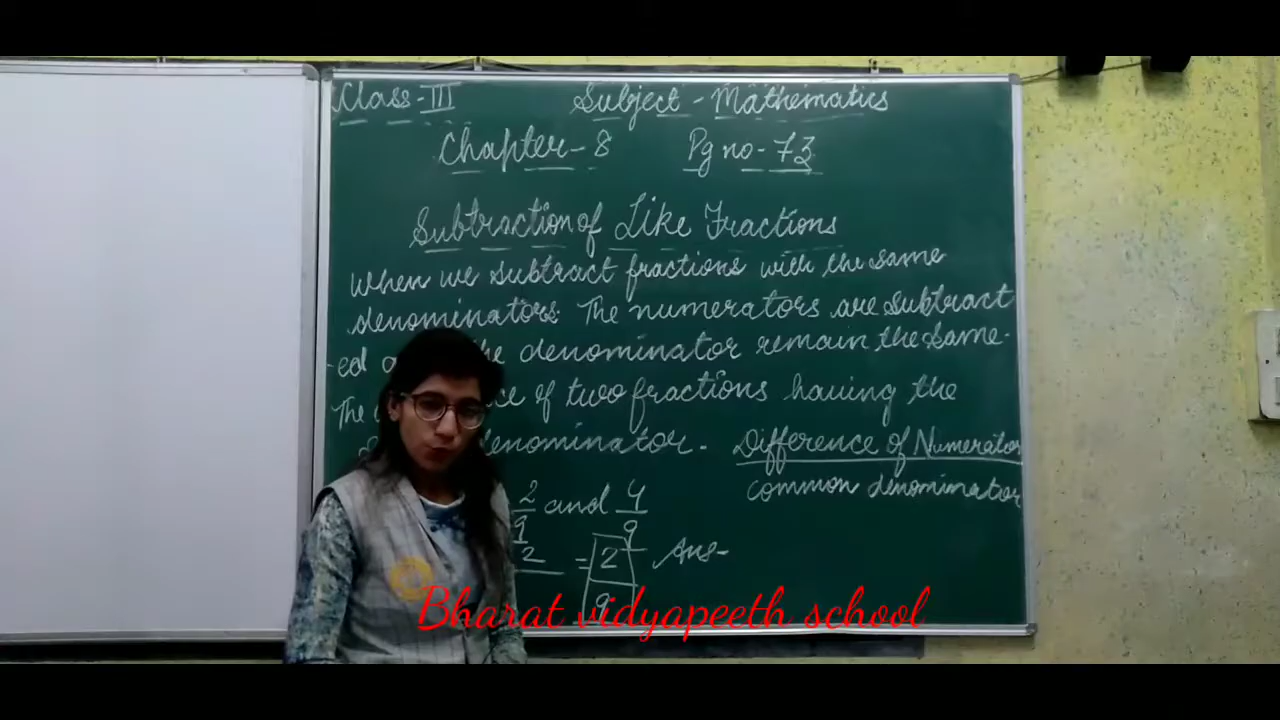 Class-III Subject - Mathematics
Chapter-8 Pg no-73
Subtraction of Like Fractions
When we subtract fractions with the same
denominators. The numerators are subtract
-ed the denominator remain the same.
The of two fractions having the
denominator. Difference of Numerator
common denominator
2/9 and 4/9
2 = 2/9 Ans-
Bharat vidyapeeth school